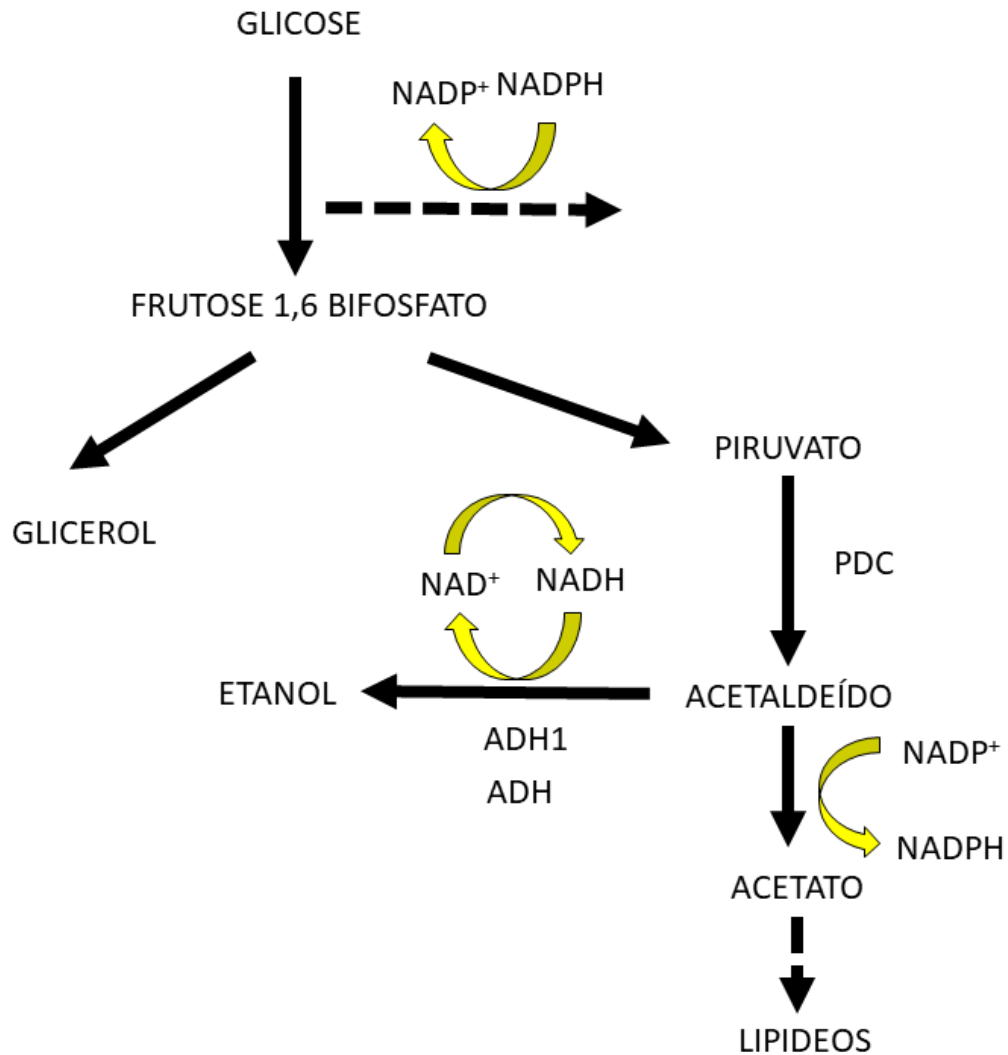 GLICOSE
NADP⁺ NADPH
FRUTOSE 1,6 BIFOSFATO
PIRUVATO
GLICEROL
PDC
NAD⁺ NADH
ETANOL
ACETALDEÍDO
ADH1
ADH
NADP⁺
NADPH
ACETATO
LIPIDEOS